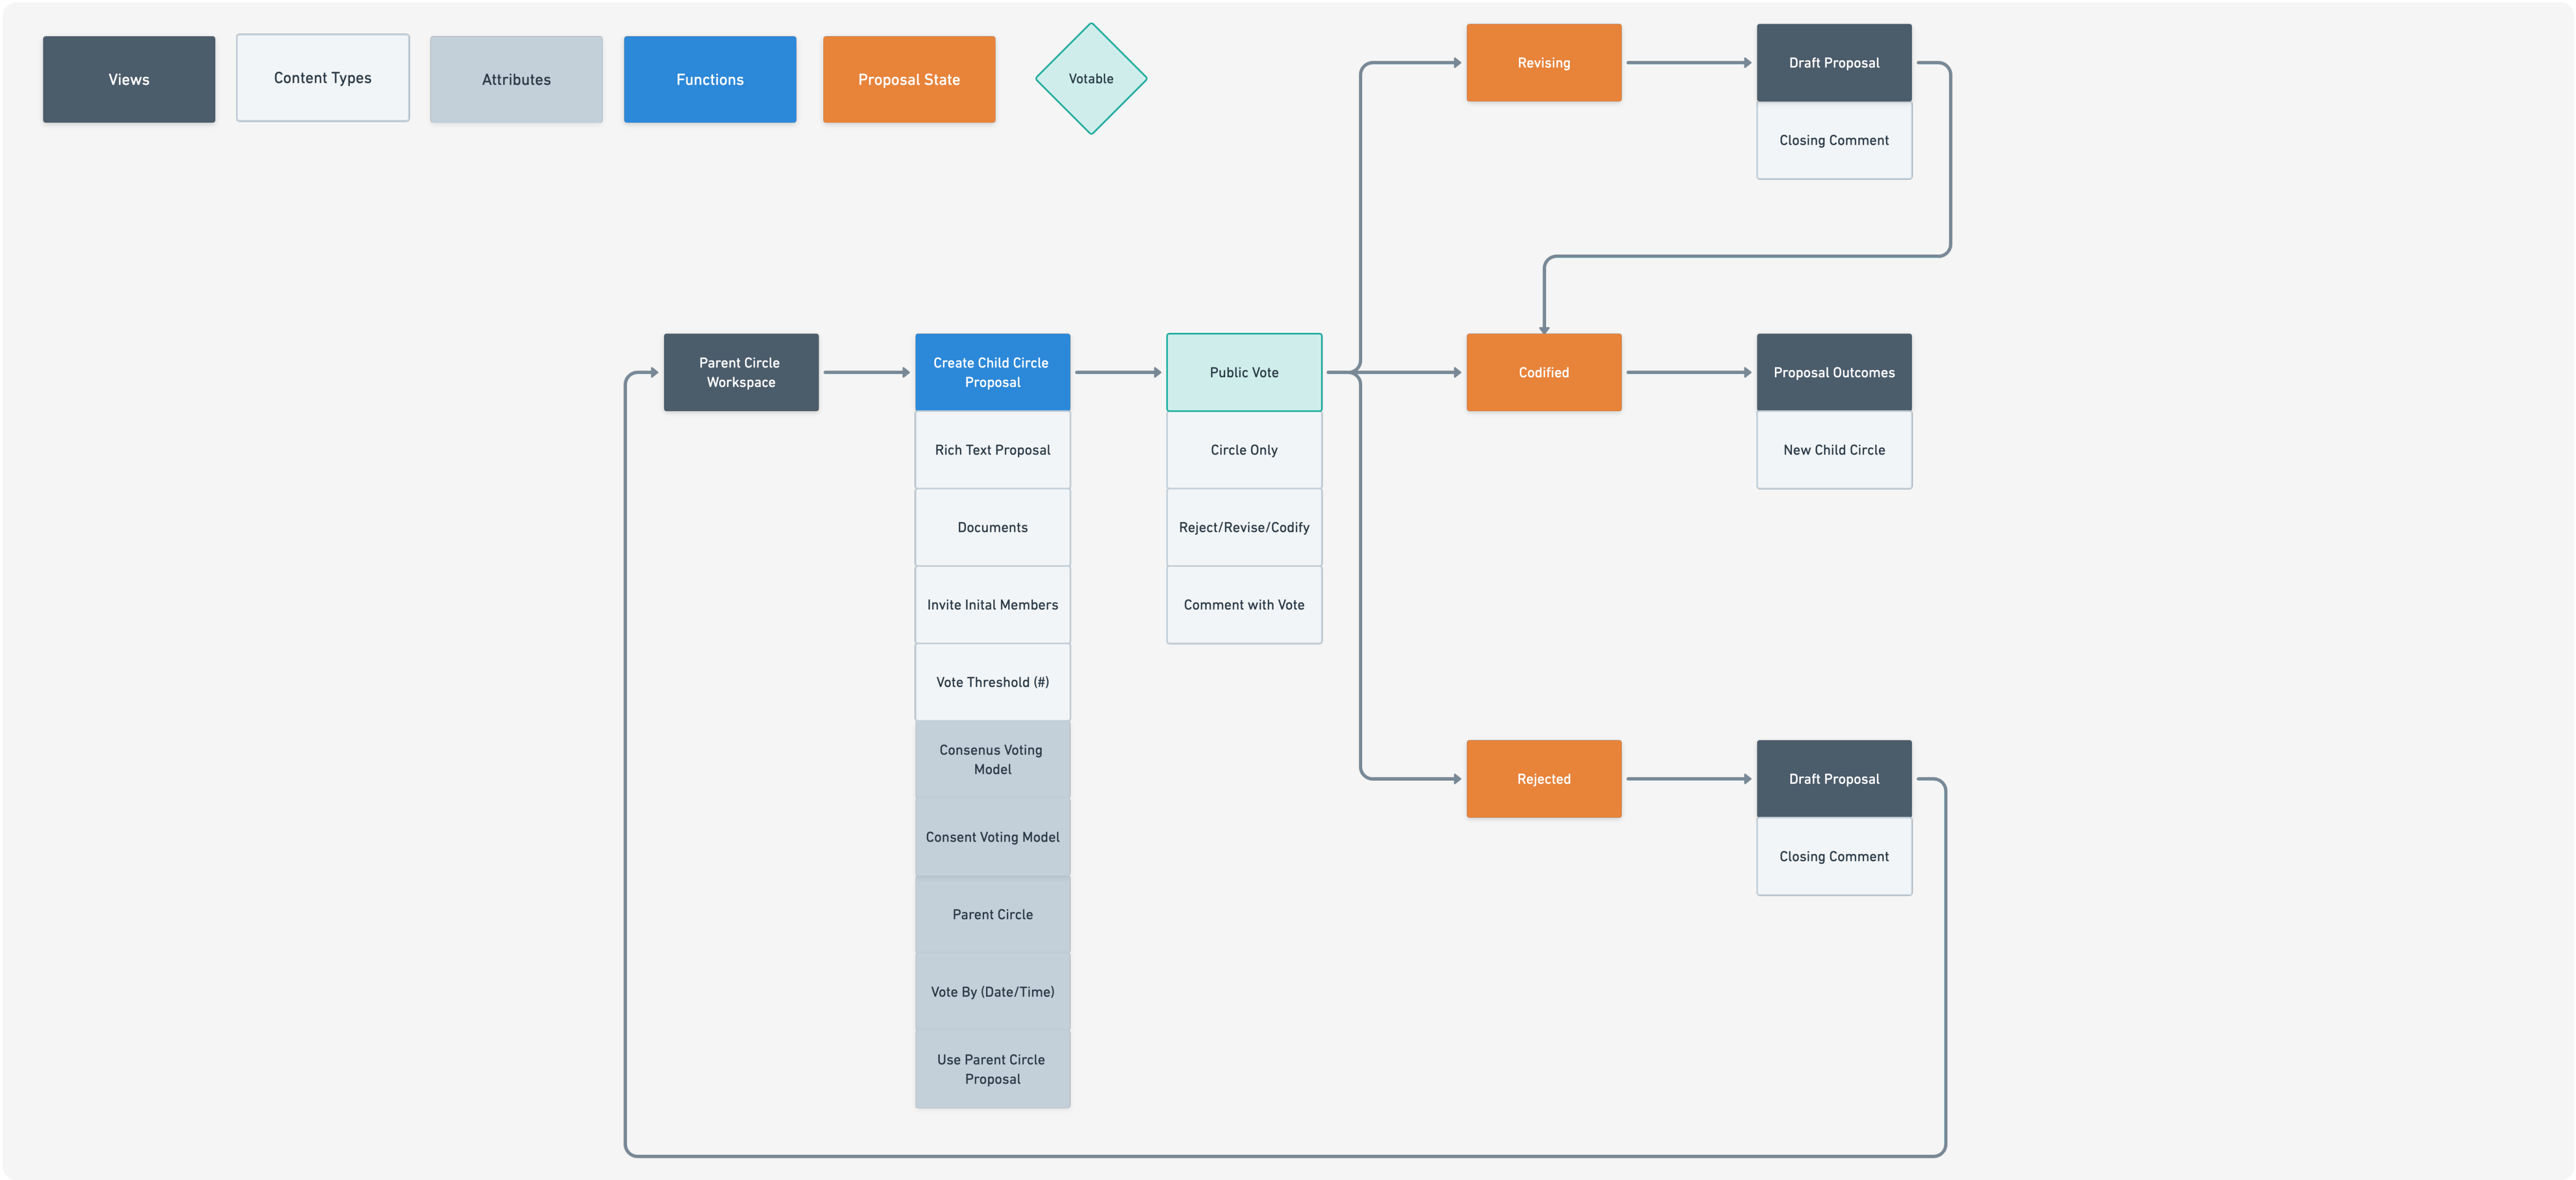 Views
Content Types
Attributes
Functions
Proposal State
Votable
Revising
Draft Proposal
Closing Comment
Parent Circle
Workspace
Create Child Circle
Proposal
Rich Text Proposal
Documents
Invite Inital Members
Vote Threshold (#)
Consenus Voting
Model
Consent Voting Model
Parent Circle
Vote By (Date/Time)
Use Parent Circle
Proposal
Public Vote
Circle Only
Reject/Revise/Codify
Comment with Vote
Codified
Proposal Outcomes
New Child Circle
Rejected
Draft Proposal
Closing Comment